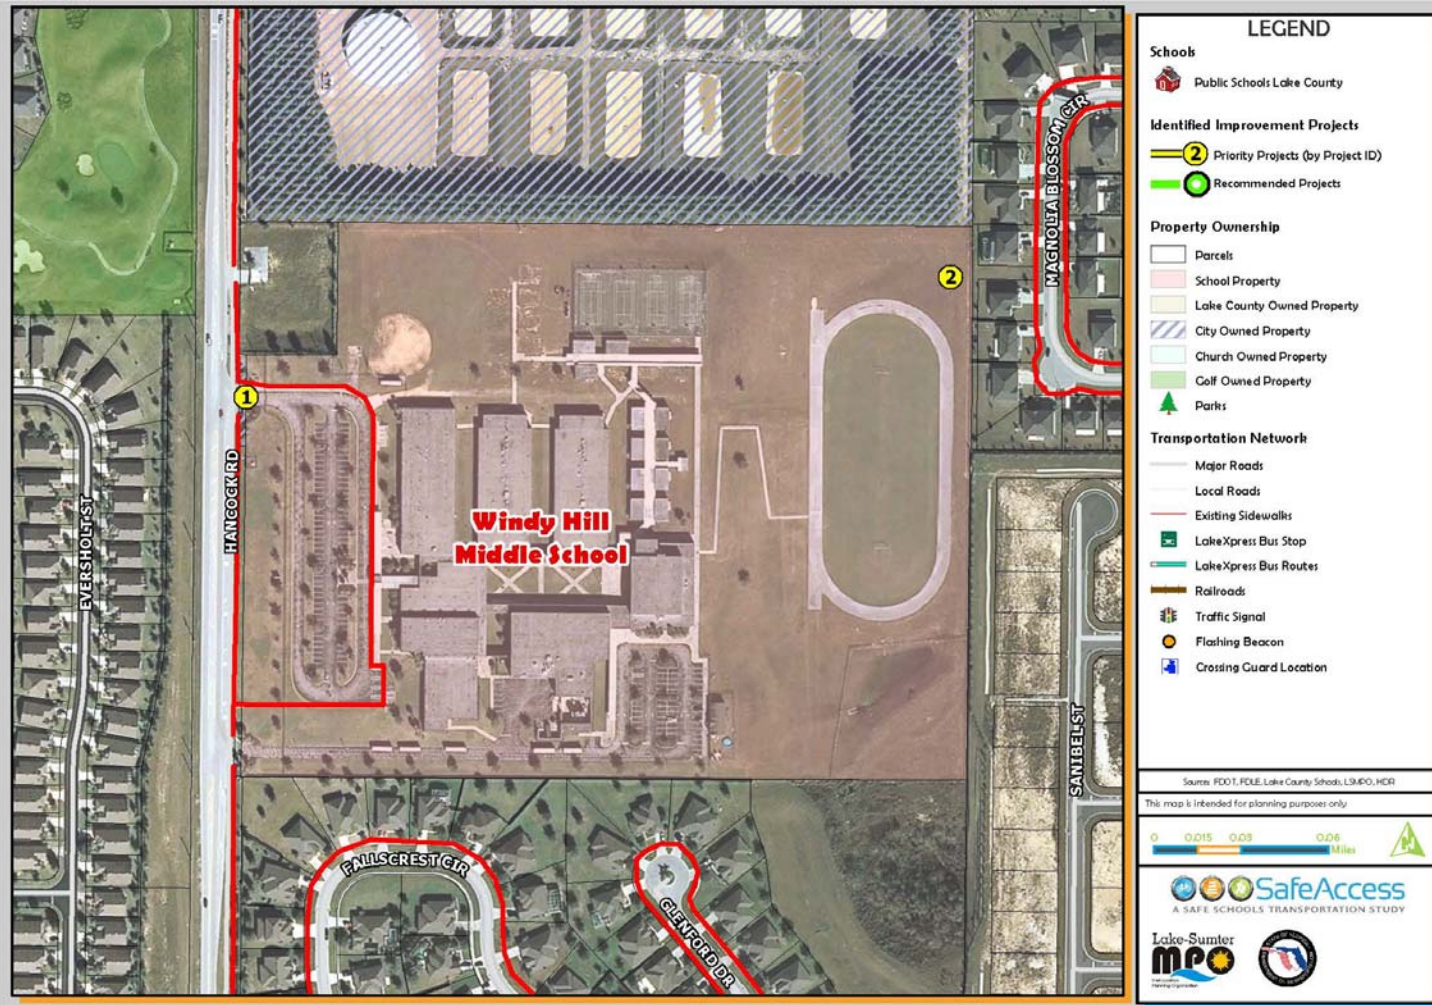 MAGNOLIA BLOSSOM CIR
2
1
HANCOCK RD
EVERSHOLT ST
Windy Hill
Middle School
SANIBEL ST
FALLSCREST CIR
GLENFORD DR
LEGEND
Schools
Public Schools Lake County
Identified Improvement Projects
2 Priority Projects (by Project ID)
Recommended Projects
Property Ownership
Parcels
School Property
Lake County Owned Property
City Owned Property
Church Owned Property
Golf Owned Property
Parks
Transportation Network
Major Roads
Local Roads
Existing Sidewalks
LakeXpress Bus Stop
LakeXpress Bus Routes
Railroads
Traffic Signal
Flashing Beacon
Crossing Guard Location
Source: FDOT, FDLE, Lake County Schools, LSMPO, HDR
This map is intended for planning purposes only
0 0.015 0.03 0.06
Miles
SafeAccess
A SAFE SCHOOLS TRANSPORTATION STUDY
Lake-Sumter
MPO